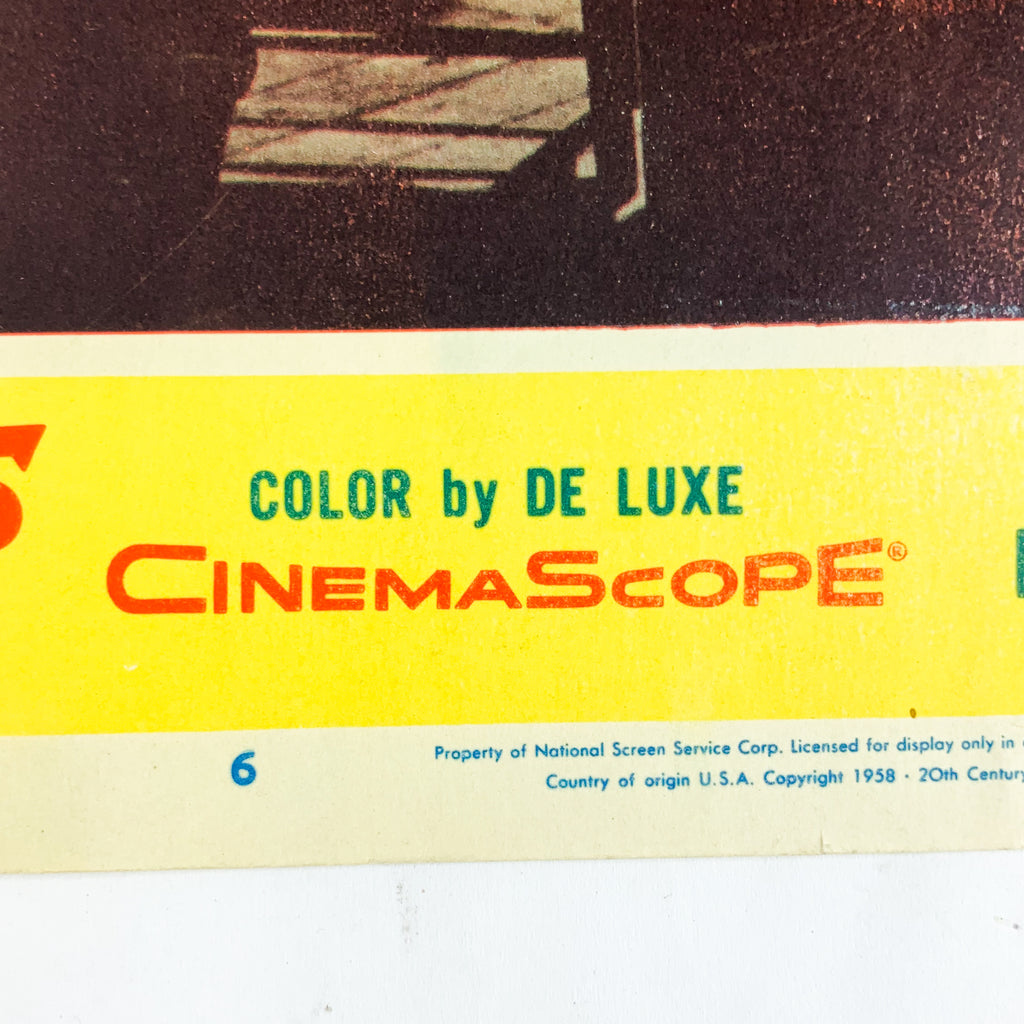 COLOR by DE LUXE
CINEMASCOPE®
6
Property of National Screen Service Corp. Licensed for display only in
Country of origin U.S.A. Copyright 1958 · 20th Century